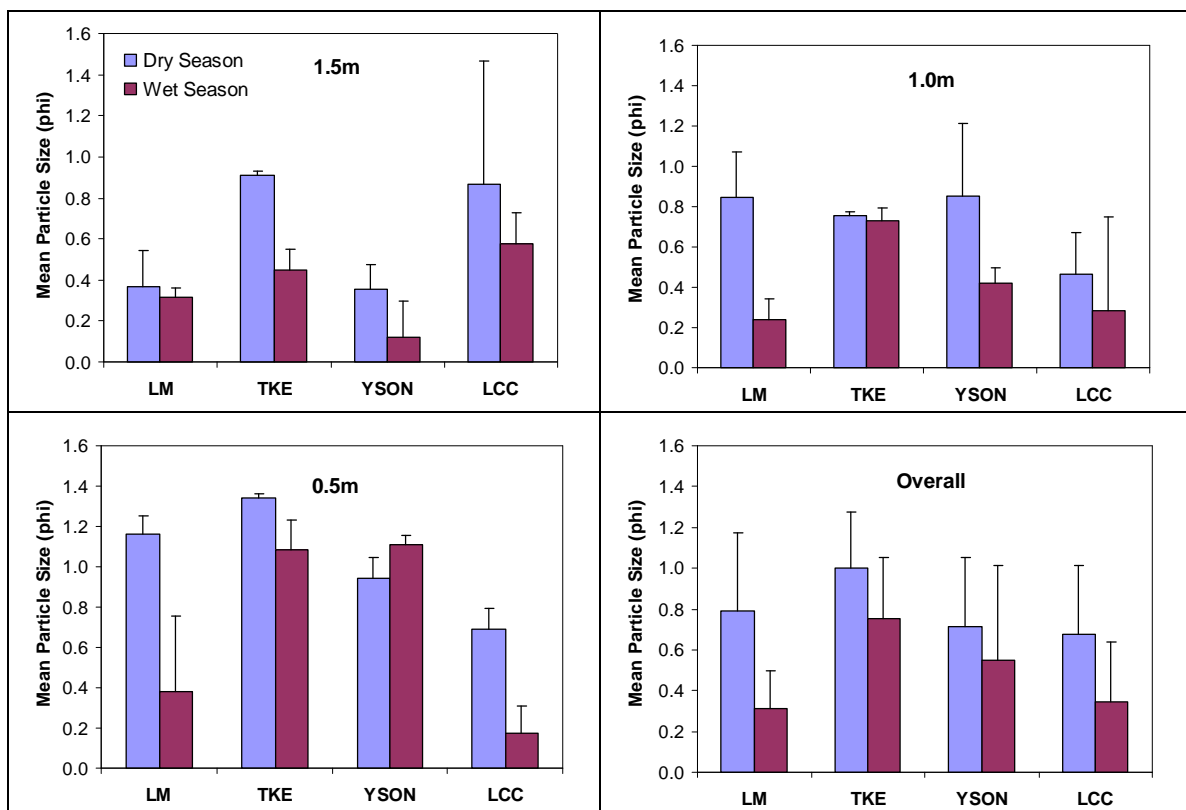 1.5m
Dry Season
Wet Season
Mean Particle Size (phi)
1.6
1.4
1.2
1.0
0.8
0.6
0.4
0.2
0.0
LM TKE YSON LCC
1.0m
Mean Particle Size (phi)
1.6
1.4
1.2
1.0
0.8
0.6
0.4
0.2
0.0
LM TKE YSON LCC
0.5m
Mean Particle Size (phi)
1.6
1.4
1.2
1.0
0.8
0.6
0.4
0.2
0.0
LM TKE YSON LCC
Overall
Mean Particle Size (phi)
1.6
1.4
1.2
1.0
0.8
0.6
0.4
0.2
0.0
LM TKE YSON LCC